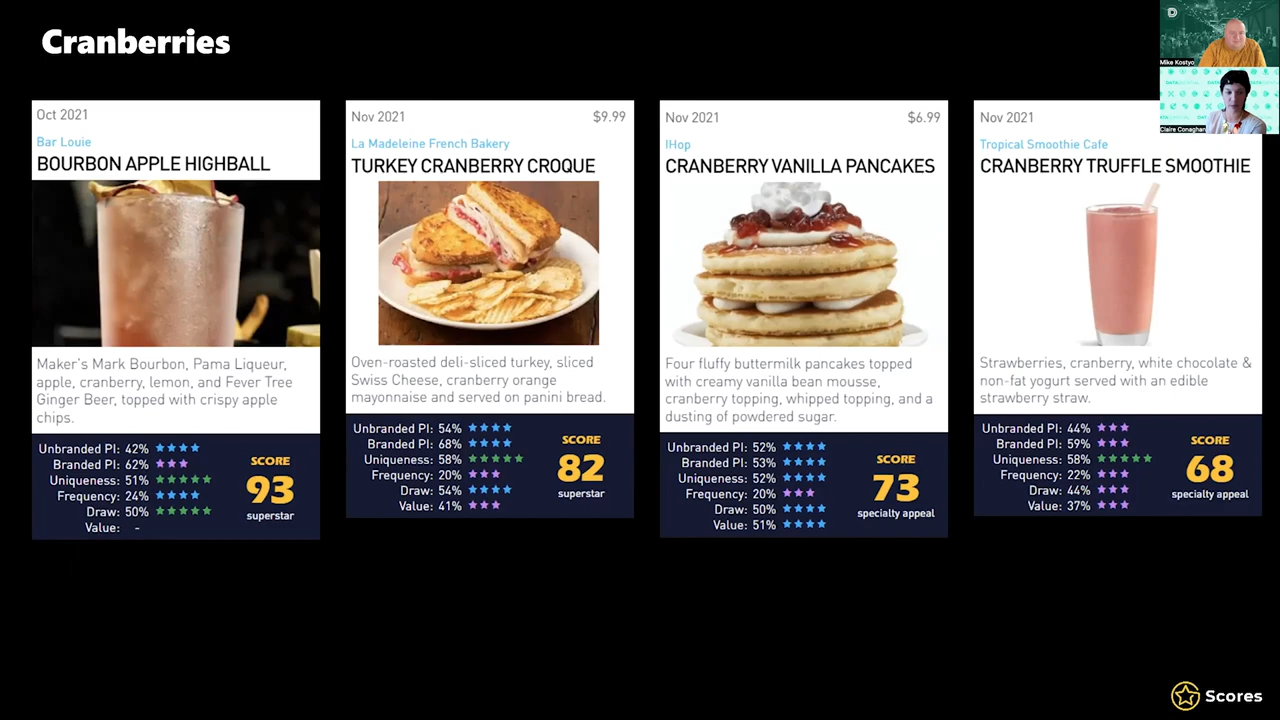 Cranberries
Mike Kostyo
Claire Conaghan
Oct 2021
Bar Louie
BOURBON APPLE HIGHBALL
Maker's Mark Bourbon, Pama Liqueur,
apple, cranberry, lemon, and Fever Tree
Ginger Beer, topped with crispy apple
chips.
Unbranded PI: 42%
Branded PI: 62%
Uniqueness: 51%
Frequency: 24%
Draw: 50%
Value: -
SCORE
93
superstar
Nov 2021 $9.99
La Madeleine French Bakery
TURKEY CRANBERRY CROQUE
Oven-roasted deli-sliced turkey, sliced
Swiss Cheese, cranberry orange
mayonnaise and served on panini bread.
Unbranded PI: 54%
Branded PI: 68%
Uniqueness: 58%
Frequency: 20%
Draw: 54%
Value: 41%
SCORE
82
superstar
Nov 2021 $6.99
IHop
CRANBERRY VANILLA PANCAKES
Four fluffy buttermilk pancakes topped
with creamy vanilla bean mousse,
cranberry topping, whipped topping, and a
dusting of powdered sugar.
Unbranded PI: 52%
Branded PI: 53%
Uniqueness: 52%
Frequency: 20%
Draw: 50%
Value: 51%
SCORE
73
specialty appeal
Nov 2021
Tropical Smoothie Cafe
CRANBERRY TRUFFLE SMOOTHIE
Strawberries, cranberry, white chocolate &
non-fat yogurt served with an edible
strawberry straw.
Unbranded PI: 44%
Branded PI: 59%
Uniqueness: 58%
Frequency: 22%
Draw: 44%
Value: 37%
SCORE
68
specialty appeal
Scores